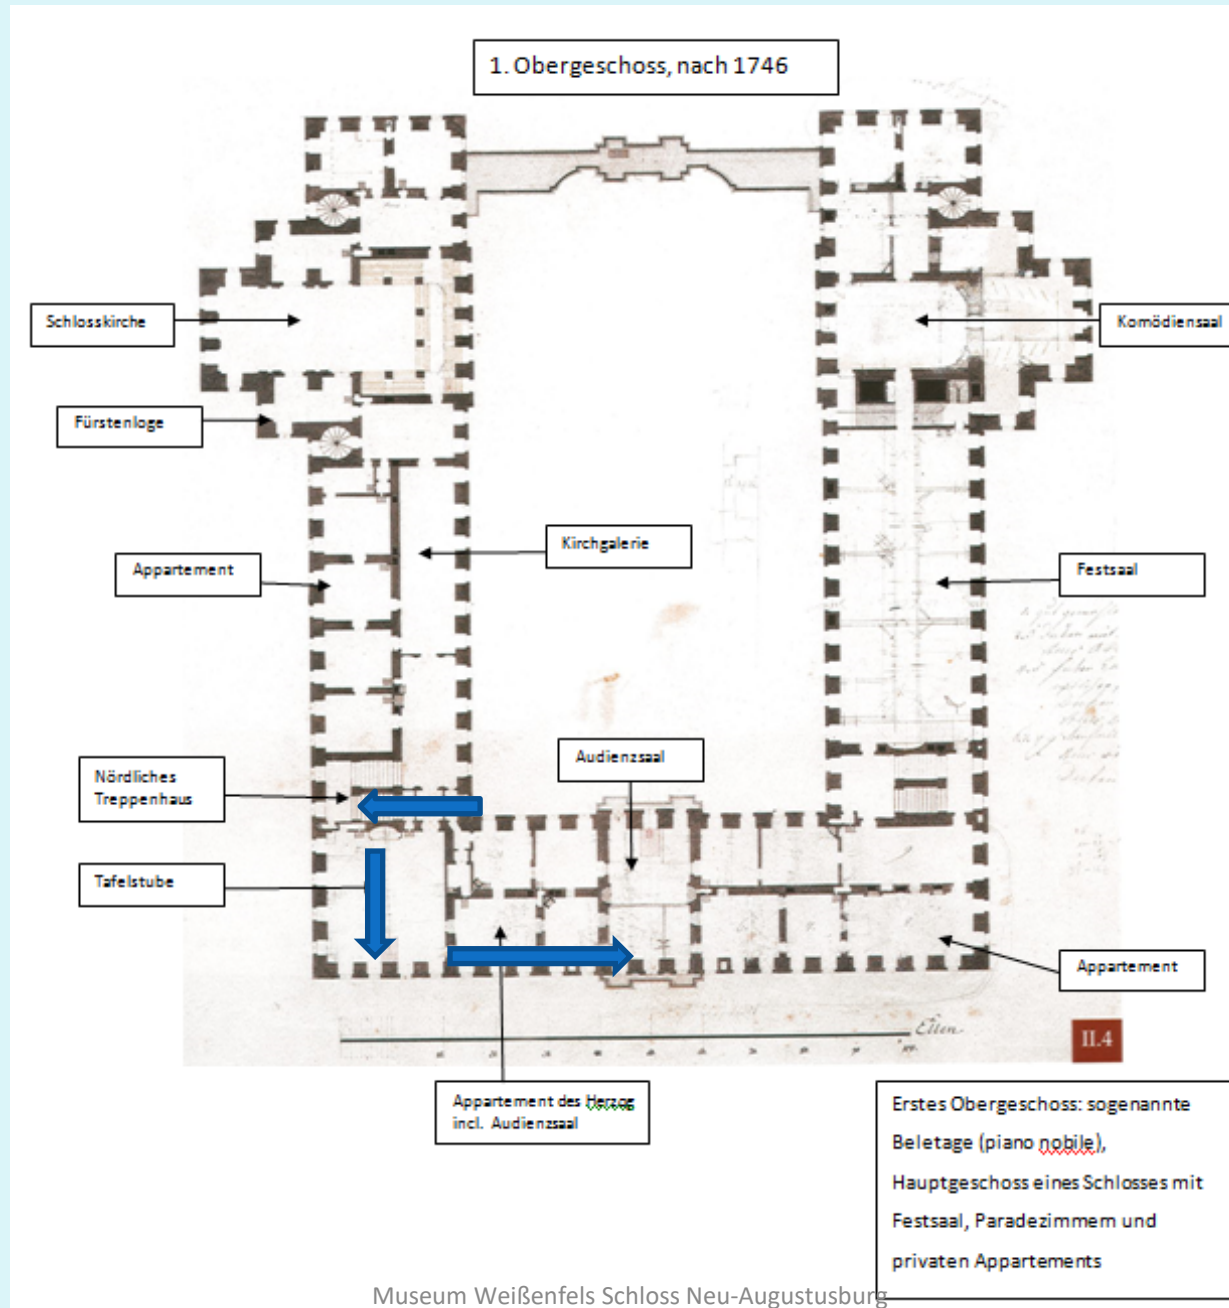 1. Obergeschoss, nach 1746
Schlosskirche
Komödiensaal
Fürstenloge
Kirchgalerie
Appartement
Festsaal
Audienzsaal
Nördliches
Treppenhaus
Tafelstube
Appartement
Ellen
II.4
Appartement des Herzog
incl. Audienzsaal
Erstes Obergeschoss: sogenannte
Beletage (piano nobile),
Hauptgeschoss eines Schlosses mit
Festsaal, Paradezimmern und
privaten Appartements
Museum Weißenfels Schloss Neu-Augustusburg